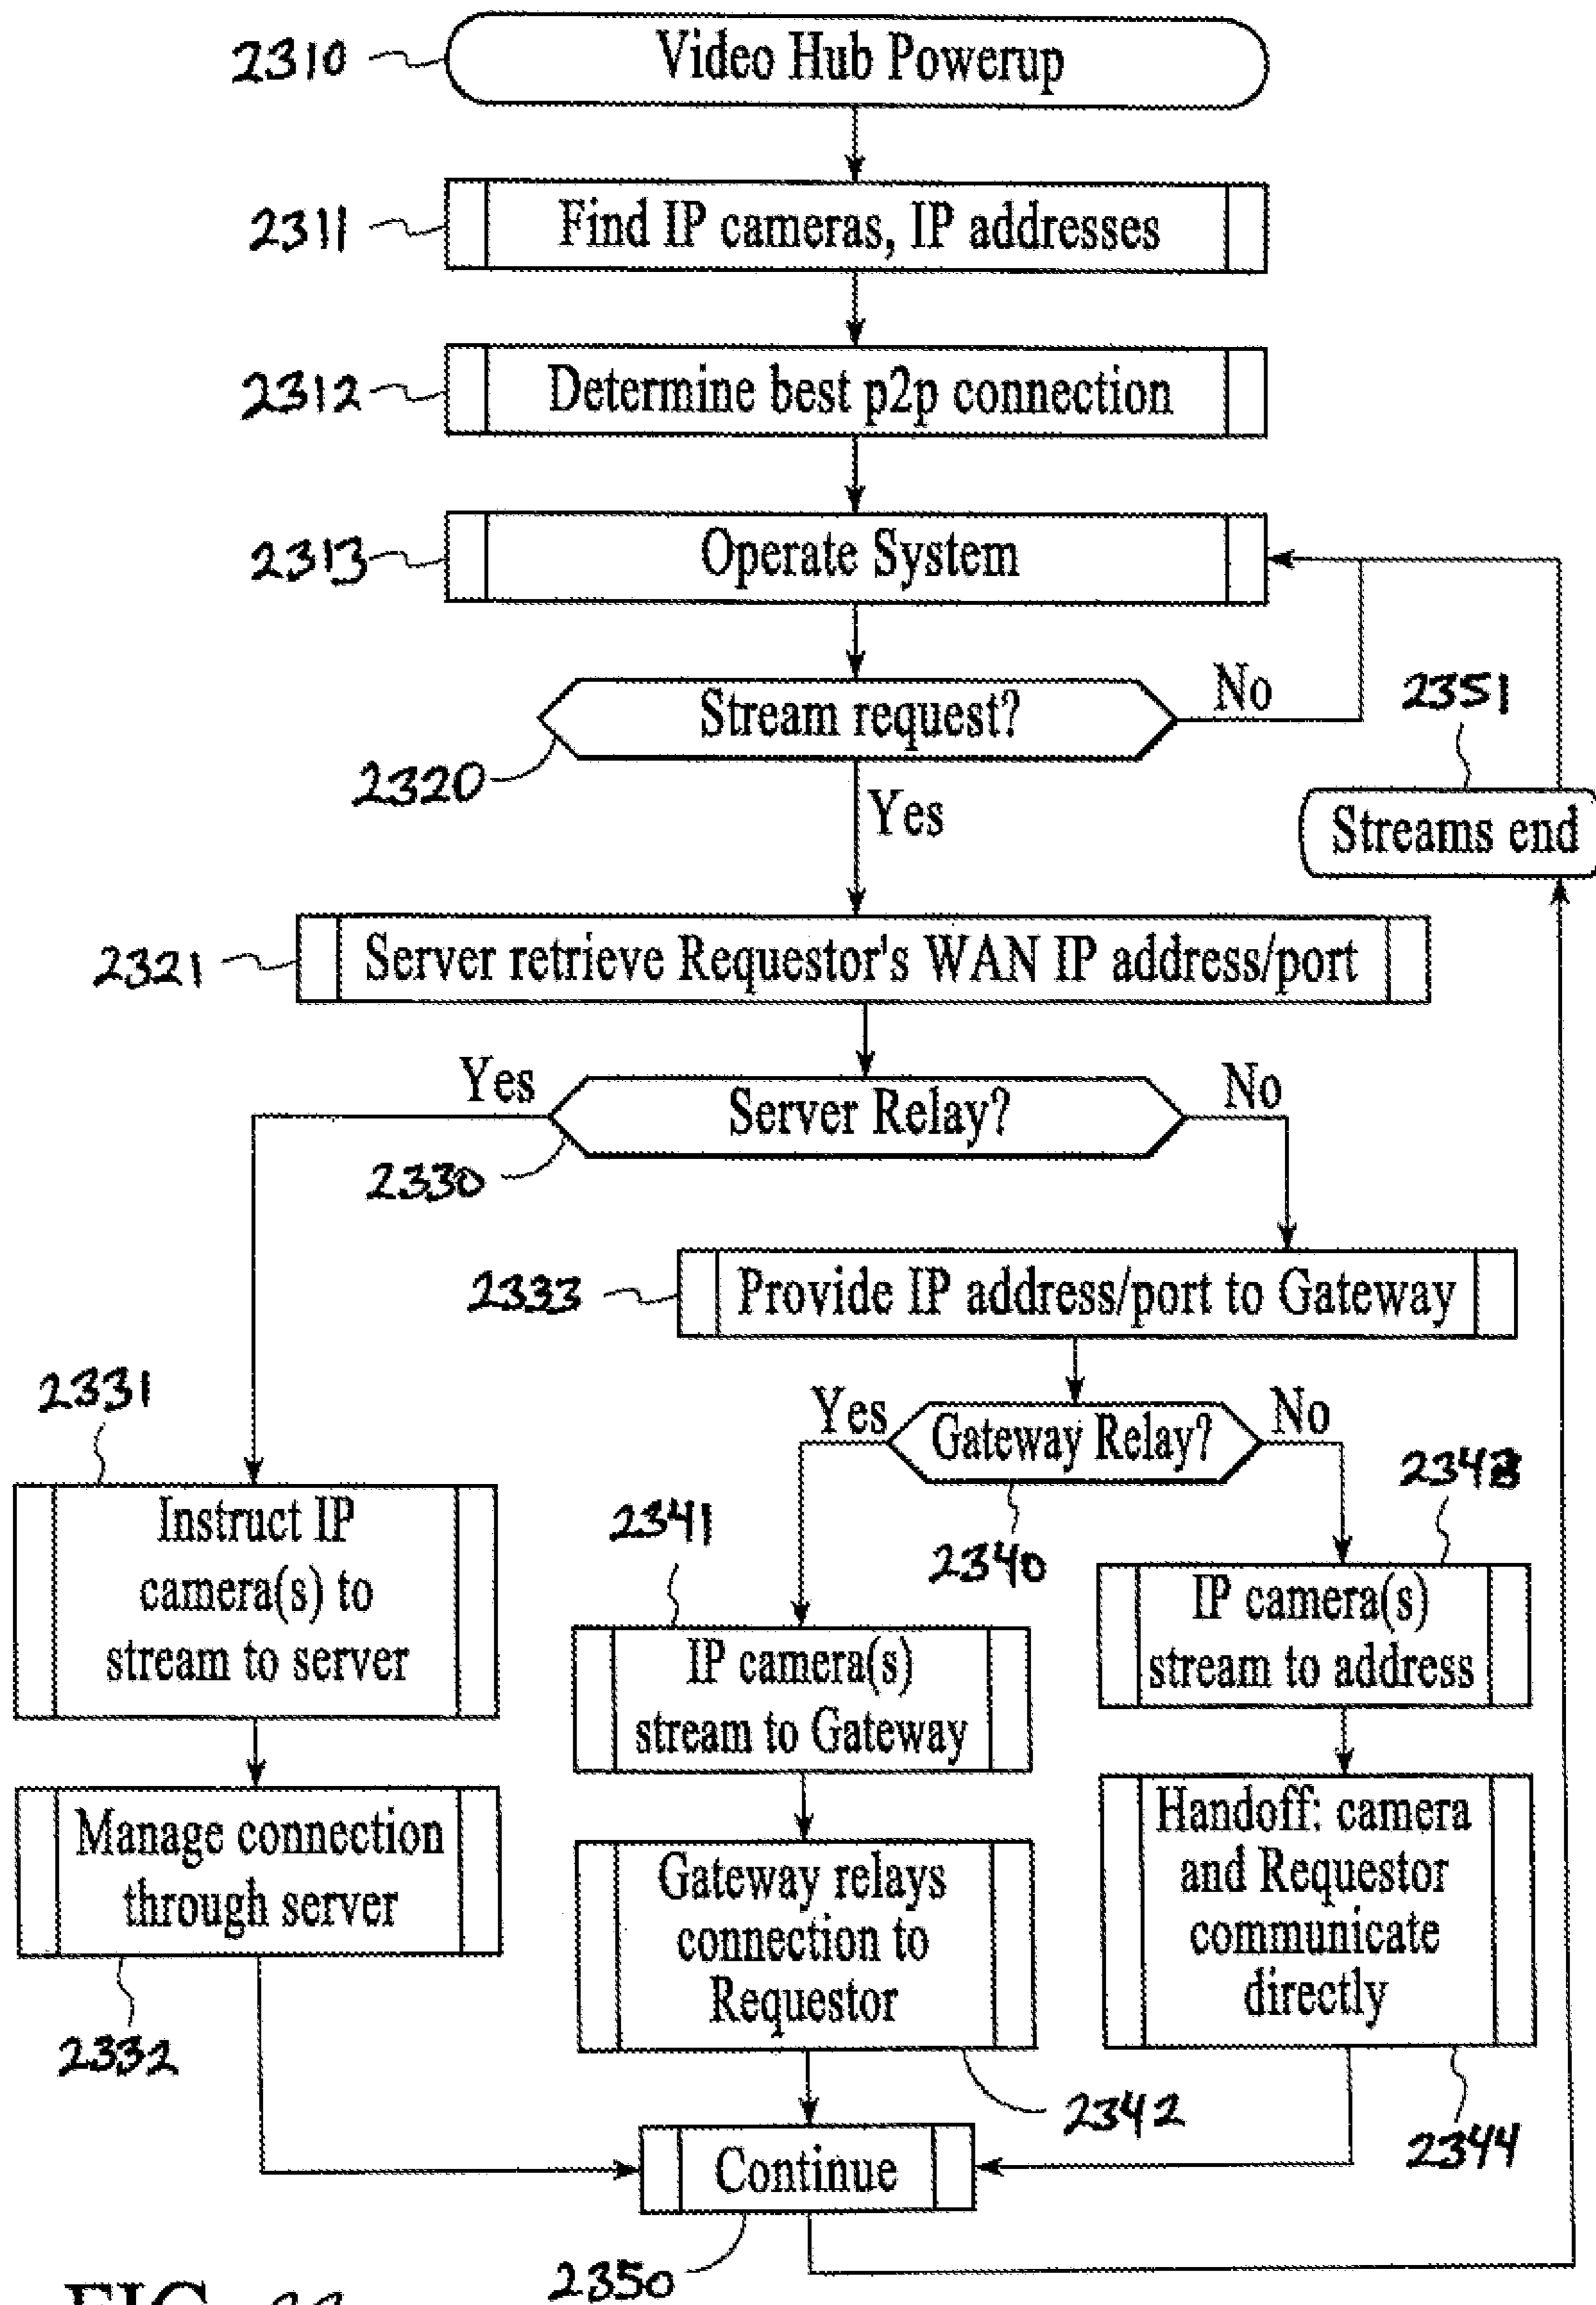 2310
Video Hub Powerup
2311
Find IP cameras, IP addresses
2312
Determine best p2p connection
2313
Operate System
Stream request?
No
2320
Yes
2351
Streams end
2321
Server retrieve Requestor's WAN IP address/port
Yes
Server Relay?
No
2330
2333
Provide IP address/port to Gateway
Yes
Gateway Relay?
No
2340
2331
Instruct IP
camera(s) to
stream to server
2341
IP camera(s)
stream to Gateway
2343
IP camera(s)
stream to address
Manage connection
through server
2332
Gateway relays
connection to
Requestor
2342
Handoff: camera
and Requestor
communicate
directly
2344
Continue
2350